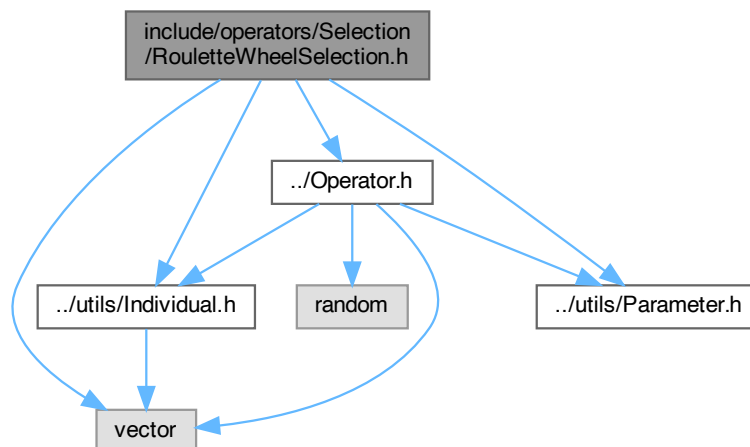 include/operators/Selection
/RouletteWheelSelection.h
../Operator.h
../utils/Individual.h
random
../utils/Parameter.h
vector